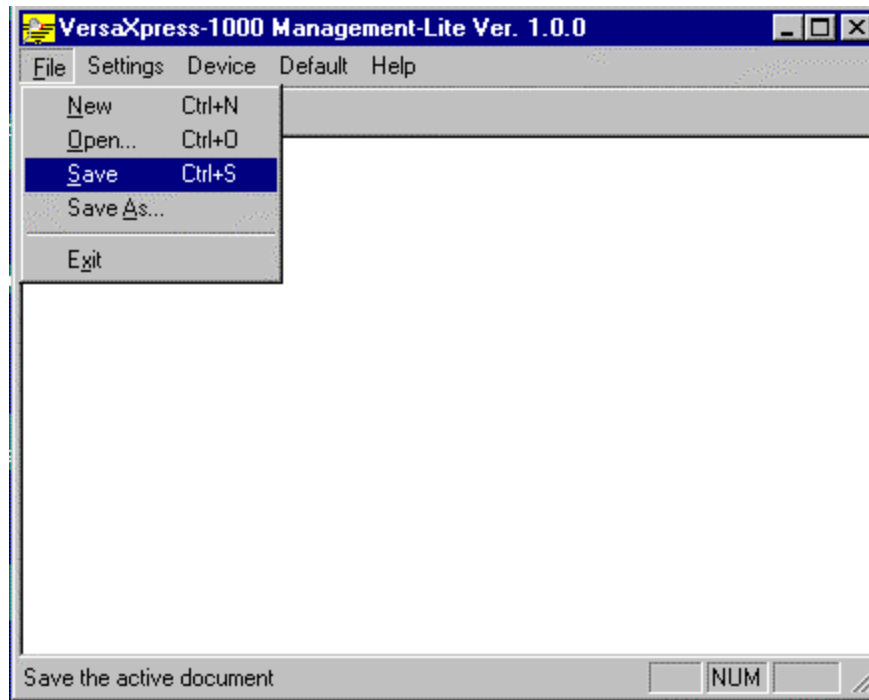 VersaXpress-1000 Management-Lite Ver. 1.0.0
File Settings Device Default Help
New Ctrl+N
Open... Ctrl+O
Save Ctrl+S
Save As...
Exit
Save the active document NUM